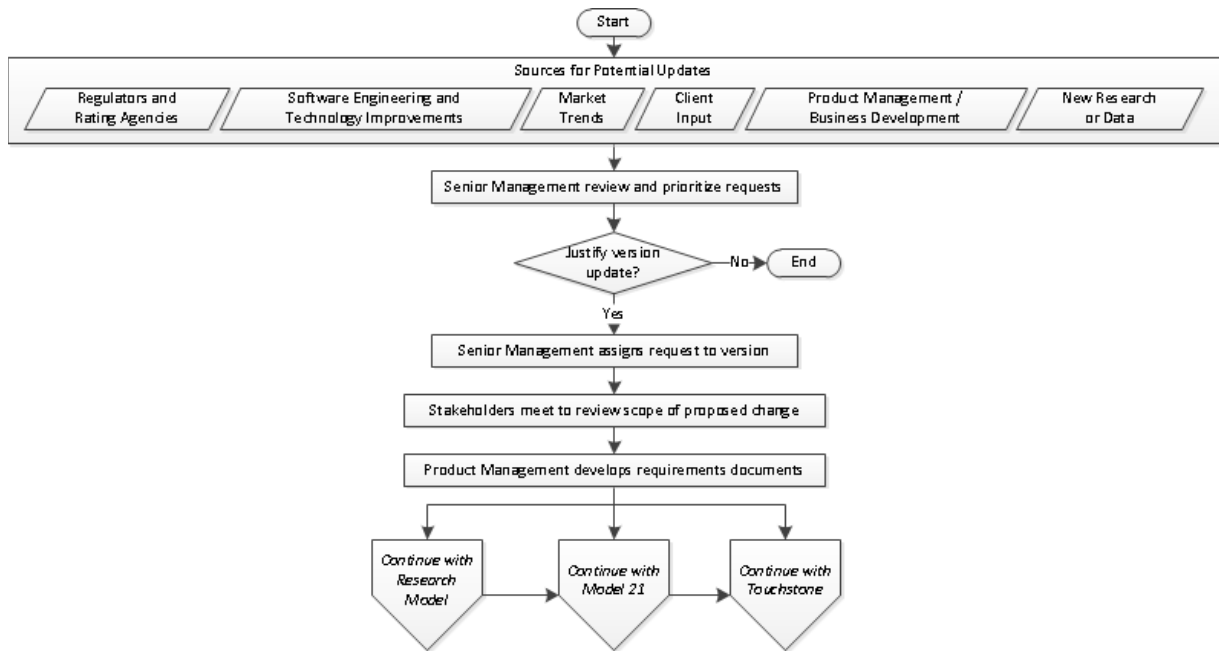 Start
Sources for Potential Updates
Regulators and
Rating Agencies
Software Engineering and
Technology Improvements
Market
Trends
Client
Input
Product Management /
Business Development
New Research
or Data
Senior Management review and prioritize requests
Justify version
update?
No
End
Yes
Senior Management assigns request to version
Stakeholders meet to review scope of proposed change
Product Management develops requirements documents
Continue with
Research
Model
Continue with
Model 21
Continue with
Touchstone